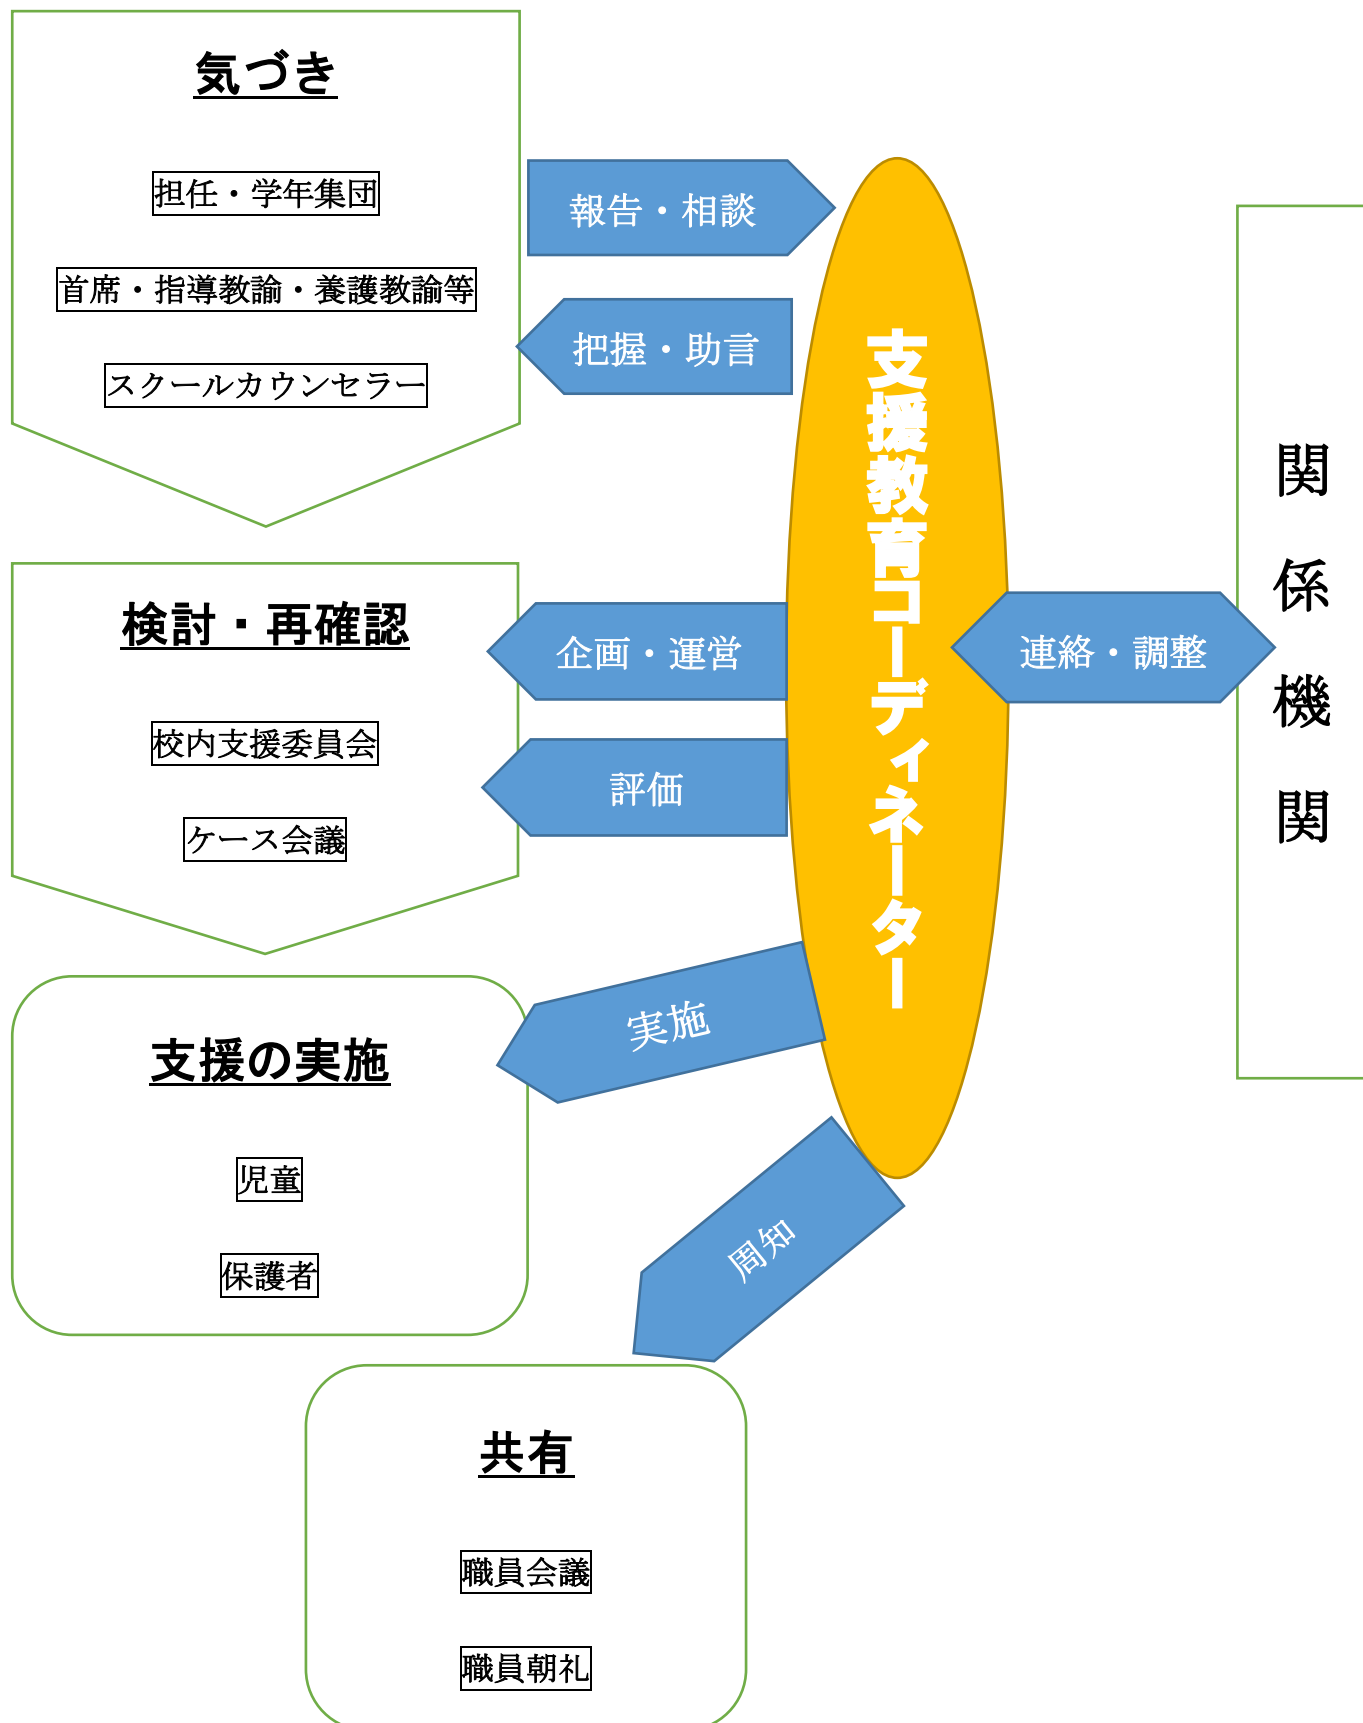 気づき
担任・学年集団
首席・指導教諭・養護教諭等
スクールカウンセラー
報告・相談
把握・助言
検討・再確認
校内支援委員会
ケース会議
企画・運営
評価
支援教育コーディネーター
連絡・調整
関係機関
支援の実施
児童
保護者
実施
周知
共有
職員会議
職員朝礼